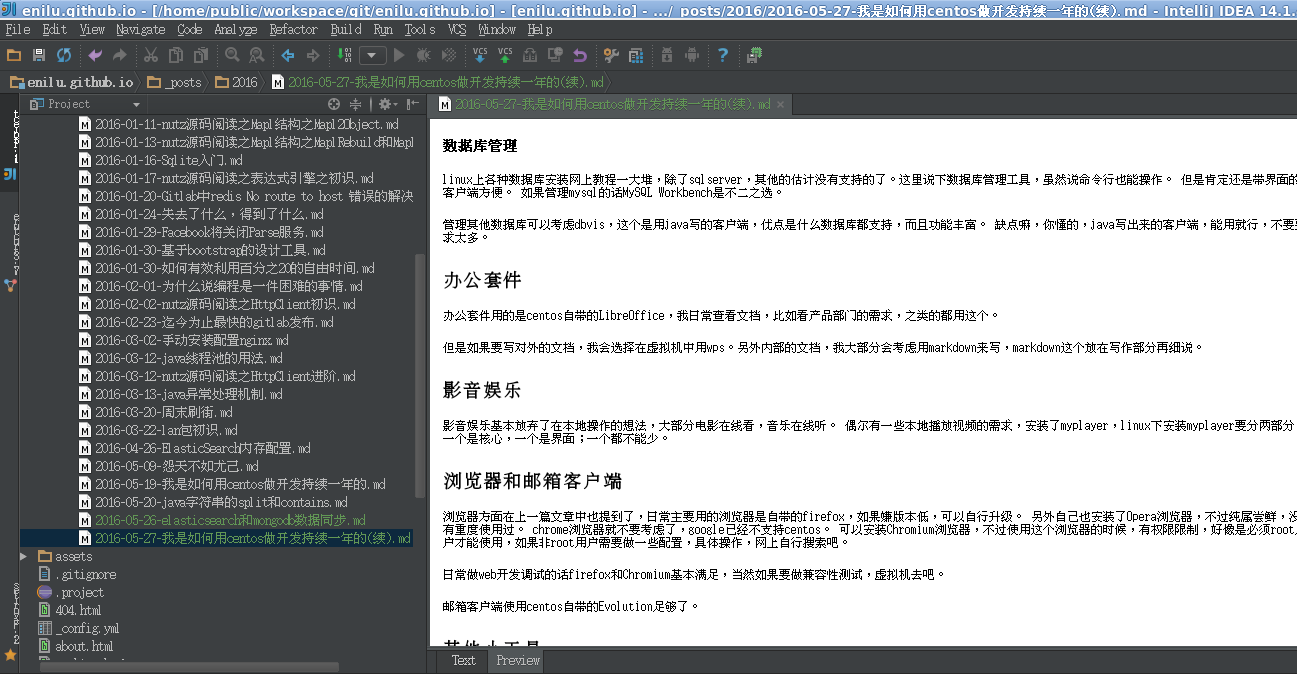 enilu.github.io - [/home/public/workspace/git/enilu.github.io] - [enilu.github.io] - .../_posts/2016/2016-05-27-我是如何用centos做开发持续一年的(续).md - IntelliJ IDEA 14.1.
File Edit View Navigate Code Analyze Refactor Build Run Tools VCS Window Help
VCS VCS
enilu.github.io _posts 2016 2016-05-27-我是如何用centos做开发持续一年的(续).md
Project
2016-05-27-我是如何用centos做开发持续一年的(续).md
2016-01-11-nutz源码阅读之Mapl结构之MaplObject.md
2016-01-13-nutz源码阅读之Mapl结构之MaplRebuild和Mapl
2016-01-16-Sqlite入门.md
2016-01-17-nutz源码阅读之表达式引擎之初识.md
2016-01-20-Gitlab中redis No route to host 错误的解决
2016-01-24-失去了什么，得到了什么.md
2016-01-29-Facebook将关闭Parse服务.md
2016-01-30-基于bootstrap的设计工具.md
2016-01-30-如何有效利用百分之20的自由时间.md
2016-02-01-为什么说编程是一件困难的事情.md
2016-02-02-nutz源码阅读之HttpClient初识.md
2016-02-23-迄今为止最快的gitlab发布.md
2016-03-02-手动安装配置nginx.md
2016-03-12-java线程池的用法.md
2016-03-12-nutz源码阅读之HttpClient进阶.md
2016-03-13-java异常处理机制.md
2016-03-20-周末刷街.md
2016-03-22-lan包初识.md
2016-04-26-ElasticSearch内存配置.md
2016-05-09-怨天不如尤己.md
2016-05-19-我是如何用centos做开发持续一年的.md
2016-05-20-java字符串的split和contains.md
2016-05-26-elasticsearch和mongodb数据同步.md
2016-05-27-我是如何用centos做开发持续一年的(续).md
assets
.gitignore
.project
404.html
_config.yml
about.html
数据库管理
linux上各种数据库安装网上教程一大堆，除了sqlserver，其他的估计没有支持的了。这里说下数据库管理工具，虽然说命令行也能操作。 但是肯定还是带界面的
客户端方便。 如果管理mysql的话MySQL Workbench是不二之选。
管理其他数据库可以考虑dbvis，这个是用java写的客户端，优点是什么数据库都支持，而且功能丰富。 缺点嘛，你懂的，java写出来的客户端，能用就行，不要要
求太多。
办公套件
办公套件用的是centos自带的LibreOffice，我日常查看文档，比如看产品部门的需求，之类的都用这个。
但是如果要写对外的文档，我会选择在虚拟机中用wps。另外内部的文档，我大部分会考虑用markdown来写，markdown这个放在写作部分再细说。
影音娱乐
影音娱乐基本放弃了在本地操作的想法，大部分电影在线看，音乐在线听。 偶尔有一些本地播放视频的需求，安装了myplayer，linux下安装myplayer要分两部分
一个是核心，一个是界面；一个都不能少。
浏览器和邮箱客户端
浏览器方面在上一篇文章中也提到了，日常主要用的浏览器是自带的firefox，如果嫌版本低，可以自行升级。 另外自己也安装了Opera浏览器，不过纯属尝鲜，没
有重度使用过。 chrome浏览器就不要考虑了，google已经不支持centos。 可以安装Chromium浏览器，不过使用这个浏览器的时候，有权限限制，好像是必须root用
户才能使用，如果非root用户需要做一些配置，具体操作，网上自行搜索吧。
日常做web开发调试的话firefox和Chromium基本满足，当然如果要做兼容性测试，虚拟机去吧。
邮箱客户端使用centos自带的Evolution足够了。
其他小工具
Text Preview